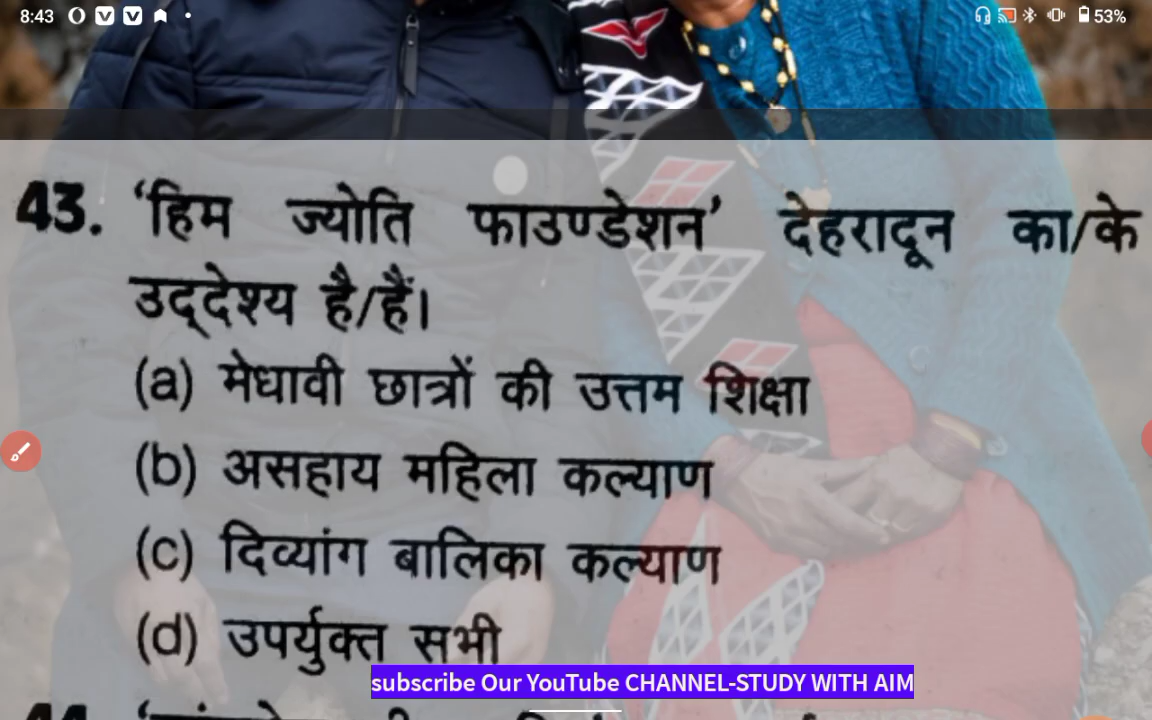 8:43
53%
43. 'हिम ज्योति फाउण्डेशन' देहरादून का/के
उद्देश्य है/हैं।
(a) मेधावी छात्रों की उत्तम शिक्षा
(b) असहाय महिला कल्याण
(c) दिव्यांग बालिका कल्याण
(d) उपर्युक्त सभी
subscribe Our YouTube CHANNEL-STUDY WITH AIM